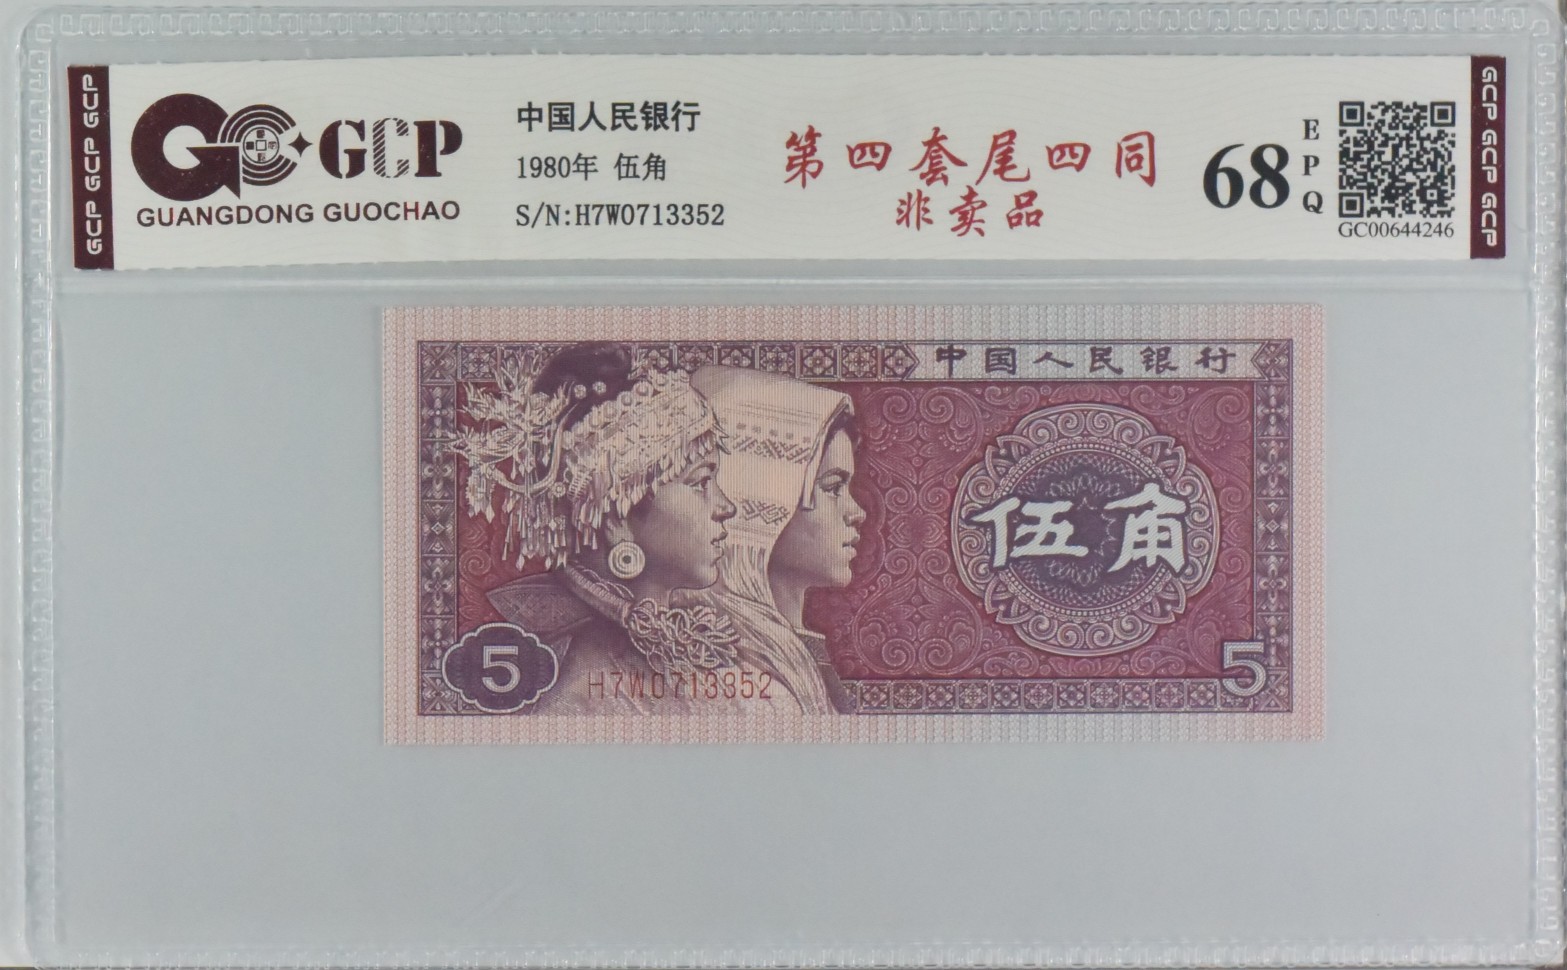 GCP GCP GCP
GCP
GUANGDONG GUOCHAO
中国人民银行
1980年 伍角
S/N:H7W0713352
第四套尾四同
非卖品
68
EPQ
GC00644246
GCP GCP GCP
中国人民银行
伍角
5
H7W0713352
5